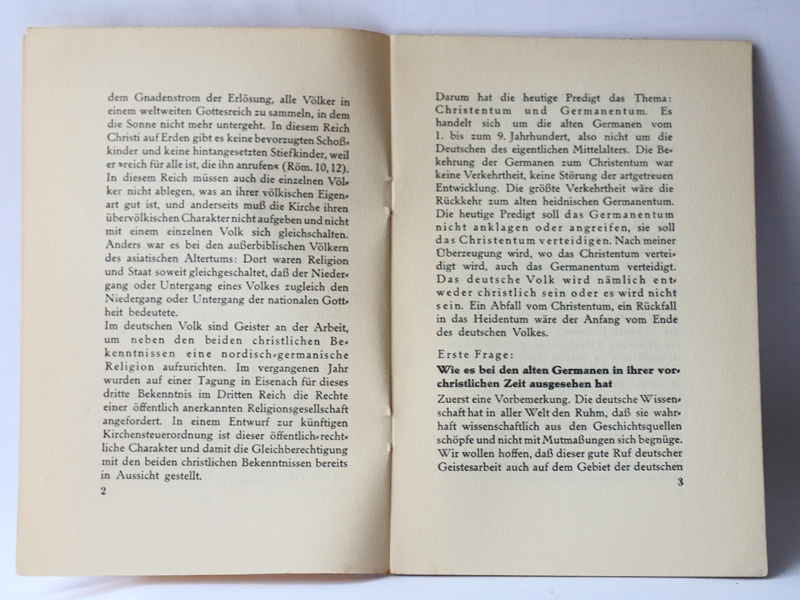 dem Gnadenstrom der Erlösung, alle Völker in
einem weltweiten Gottesreich zu sammeln, in dem
die Sonne nicht mehr untergeht. In diesem Reich
Christi auf Erden gibt es keine bevorzugten Schoß-
kinder und keine hintangesetzten Stiefkinder, weil
er »reich für alle ist, die ihn anrufen« (Röm. 10, 12).
In diesem Reich müssen auch die einzelnen Völ-
ker nicht ablegen, was an ihrer völkischen Eigen-
art gut ist, und anderseits muß die Kirche ihren
übervölkischen Charakter nicht aufgeben und nicht
mit einem einzelnen Volk sich gleichschalten.
Anders war es bei den außerbiblischen Völkern
des asiatischen Altertums: Dort waren Religion
und Staat soweit gleichgeschaltet, daß der Nieder-
gang oder Untergang eines Volkes zugleich den
Niedergang oder Untergang der nationalen Gott-
heit bedeutete.
Im deutschen Volk sind Geister an der Arbeit,
um neben den beiden christlichen Be-
kenntnissen eine nordisch-germanische
Religion aufzurichten. Im vergangenen Jahr
wurden auf einer Tagung in Eisenach für dieses
dritte Bekenntnis im Dritten Reich die Rechte
einer öffentlich anerkannten Religionsgesellschaft
angefordert. In einem Entwurf zur künftigen
Kirchensteuerordnung ist dieser öffentlich-recht-
liche Charakter und damit die Gleichberechtigung
mit den beiden christlichen Bekenntnissen bereits
in Aussicht gestellt.
2
Darum hat die heutige Predigt das Thema:
Christentum und Germanentum. Es
handelt sich um die alten Germanen vom
1. bis zum 9. Jahrhundert, also nicht um die
Deutschen des eigentlichen Mittelalters. Die Be-
kehrung der Germanen zum Christentum war
keine Verkehrtheit, keine Störung der artgetreuen
Entwicklung. Die größte Verkehrtheit wäre die
Rückkehr zum alten heidnischen Germanentum.
Die heutige Predigt soll das Germanentum
nicht anklagen oder angreifen, sie soll
das Christentum verteidigen. Nach meiner
Überzeugung wird, wo das Christentum vertei-
digt wird, auch das Germanentum verteidigt.
Das deutsche Volk wird nämlich ent-
weder christlich sein oder es wird nicht
sein. Ein Abfall vom Christentum, ein Rückfall
in das Heidentum wäre der Anfang vom Ende
des deutschen Volkes.
Erste Frage:
Wie es bei den alten Germanen in ihrer vor-
christlichen Zeit ausgesehen hat
Zuerst eine Vorbemerkung. Die deutsche Wissen-
schaft hat in aller Welt den Ruhm, daß sie wahr-
haft wissenschaftlich aus den Geschichtsquellen
schöpfe und nicht mit Mutmaßungen sich begnüge.
Wir wollen hoffen, daß dieser gute Ruf deutscher
Geistesarbeit auch auf dem Gebiet der deutschen
3